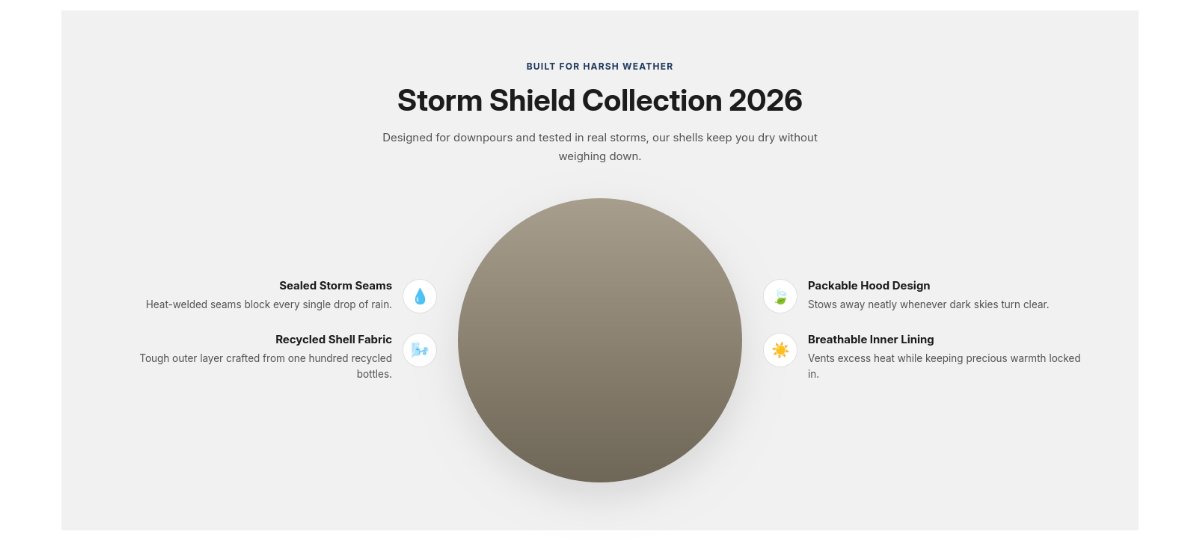 BUILT FOR HARSH WEATHER
Storm Shield Collection 2026
Designed for downpours and tested in real storms, our shells keep you dry without
weighing down.
Sealed Storm Seams
Heat-welded seams block every single drop of rain.
Recycled Shell Fabric
Tough outer layer crafted from one hundred recycled
bottles.
Packable Hood Design
Stows away neatly whenever dark skies turn clear.
Breathable Inner Lining
Vents excess heat while keeping precious warmth locked
in.